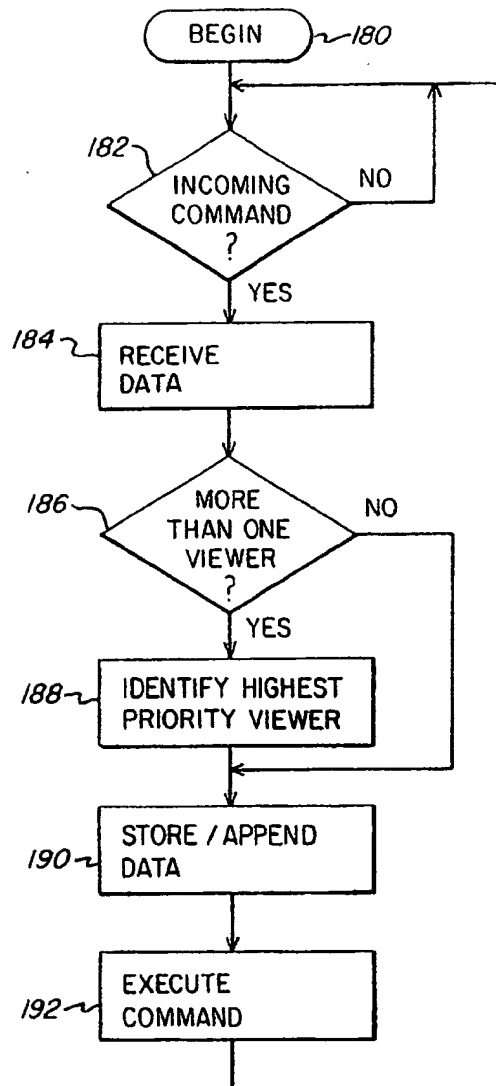 BEGIN
180
182
INCOMING
COMMAND
?
NO
YES
184
RECEIVE
DATA
186
MORE
THAN ONE
VIEWER
?
NO
YES
188
IDENTIFY HIGHEST
PRIORITY VIEWER
190
STORE / APPEND
DATA
192
EXECUTE
COMMAND